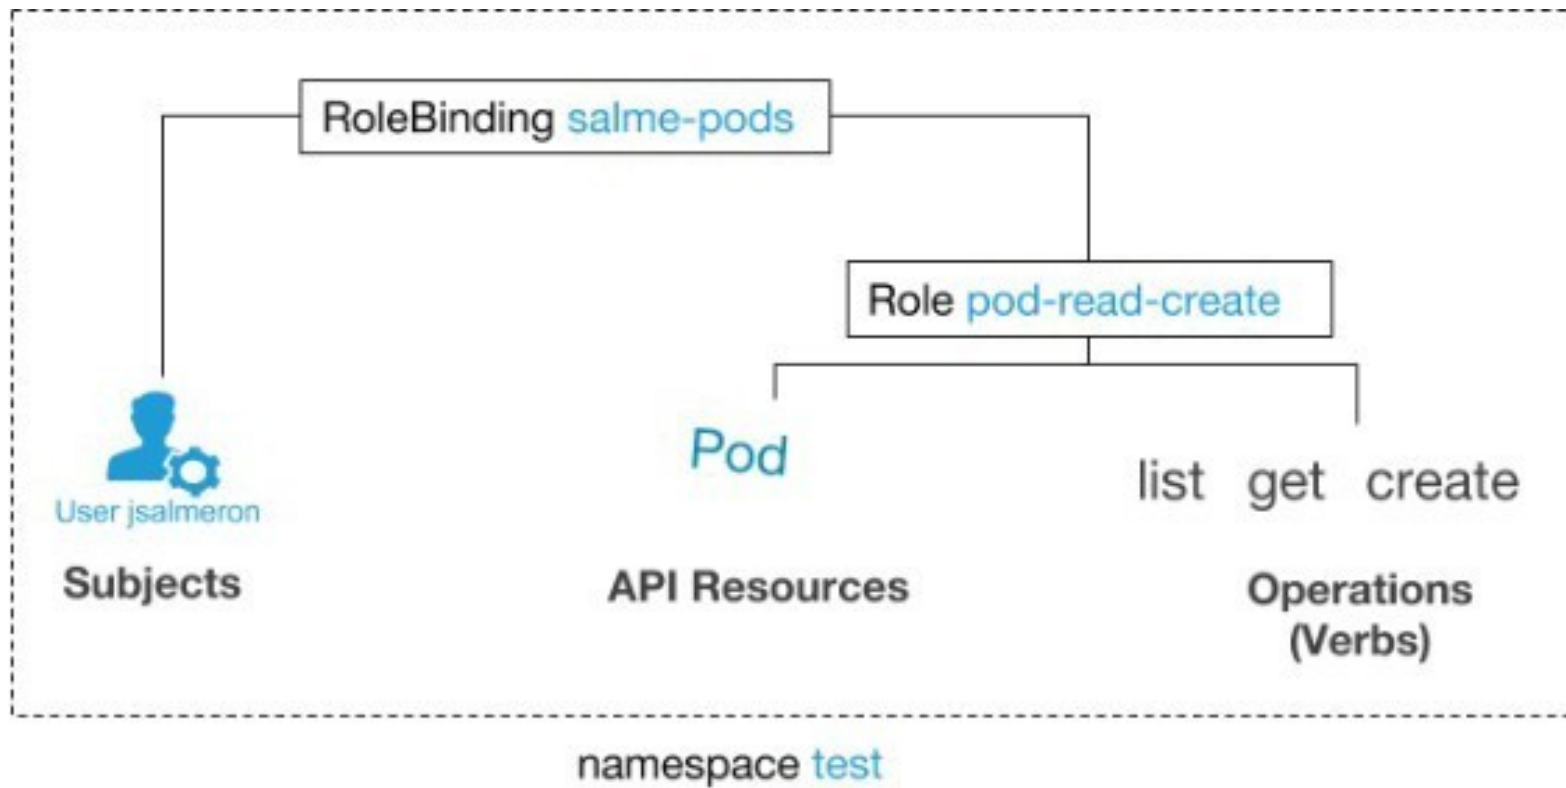 RoleBinding salme-pods
Role pod-read-create
Pod
list get create
User jsalmeron
Subjects
API Resources
Operations
(Verbs)
namespace test